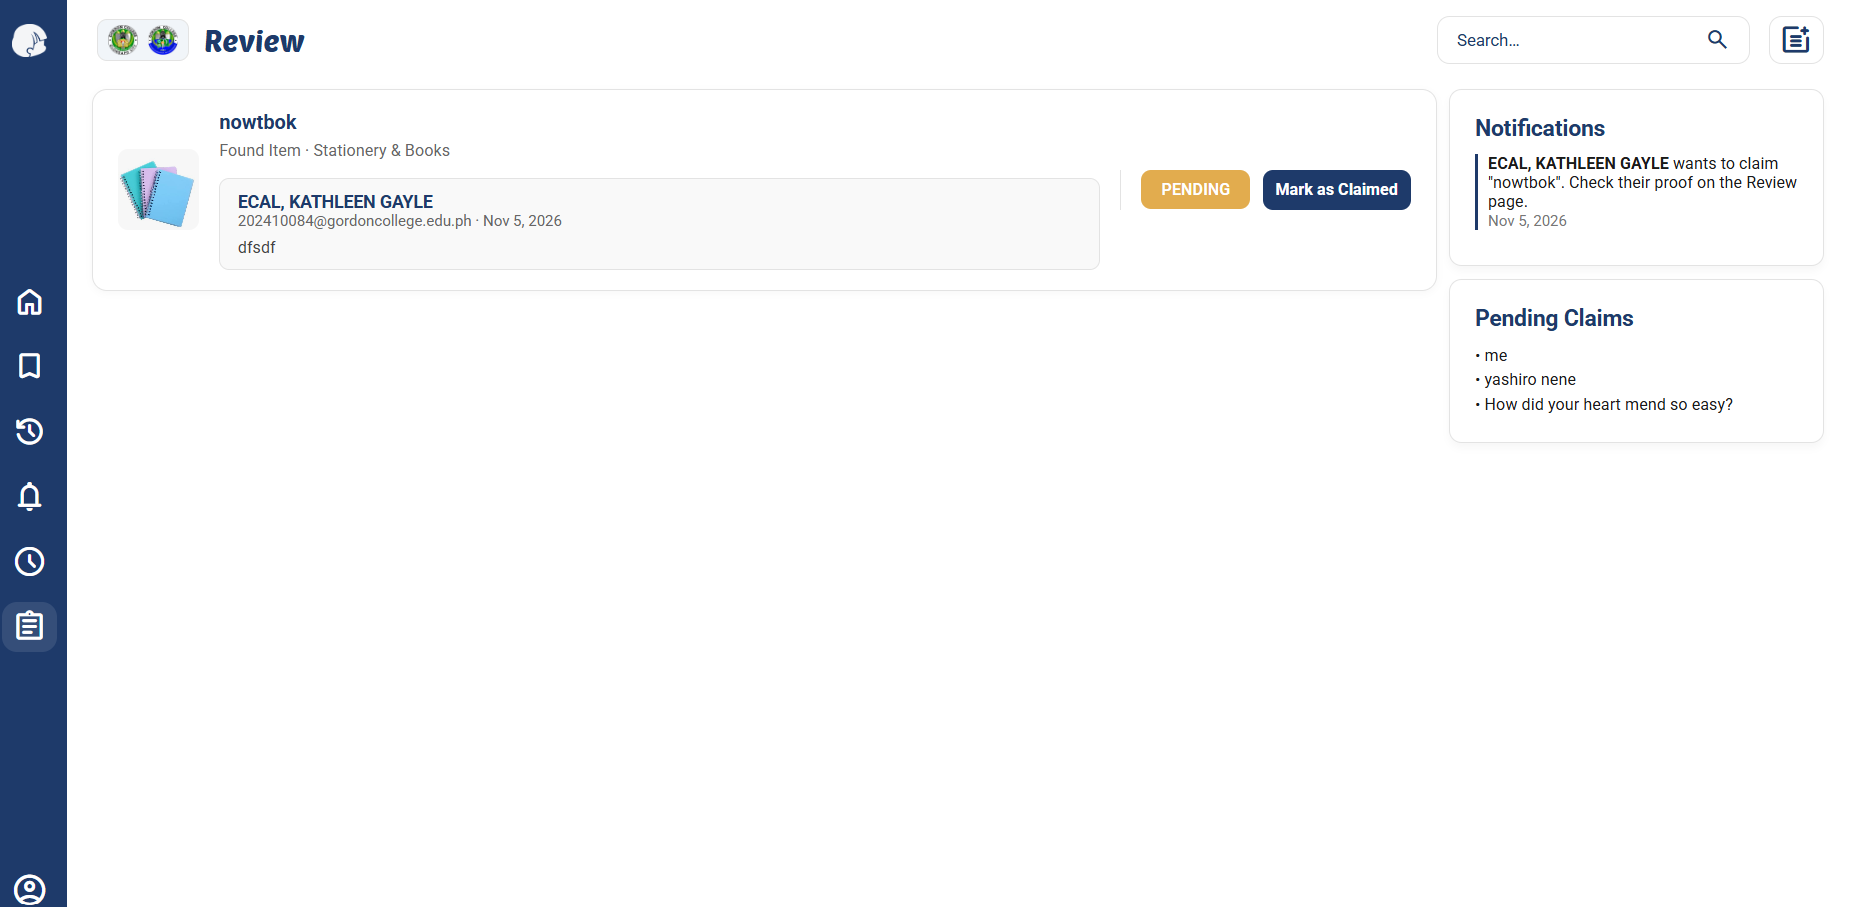 Review
Search...
nowtbok
Found Item · Stationery & Books
ECAL, KATHLEEN GAYLE
202410084@gordoncollege.edu.ph · Nov 5, 2026
dfsdf
PENDING
Mark as Claimed
Notifications
ECAL, KATHLEEN GAYLE wants to claim
"nowtbok". Check their proof on the Review
page.
Nov 5, 2026
Pending Claims
• me
• yashiro nene
• How did your heart mend so easy?